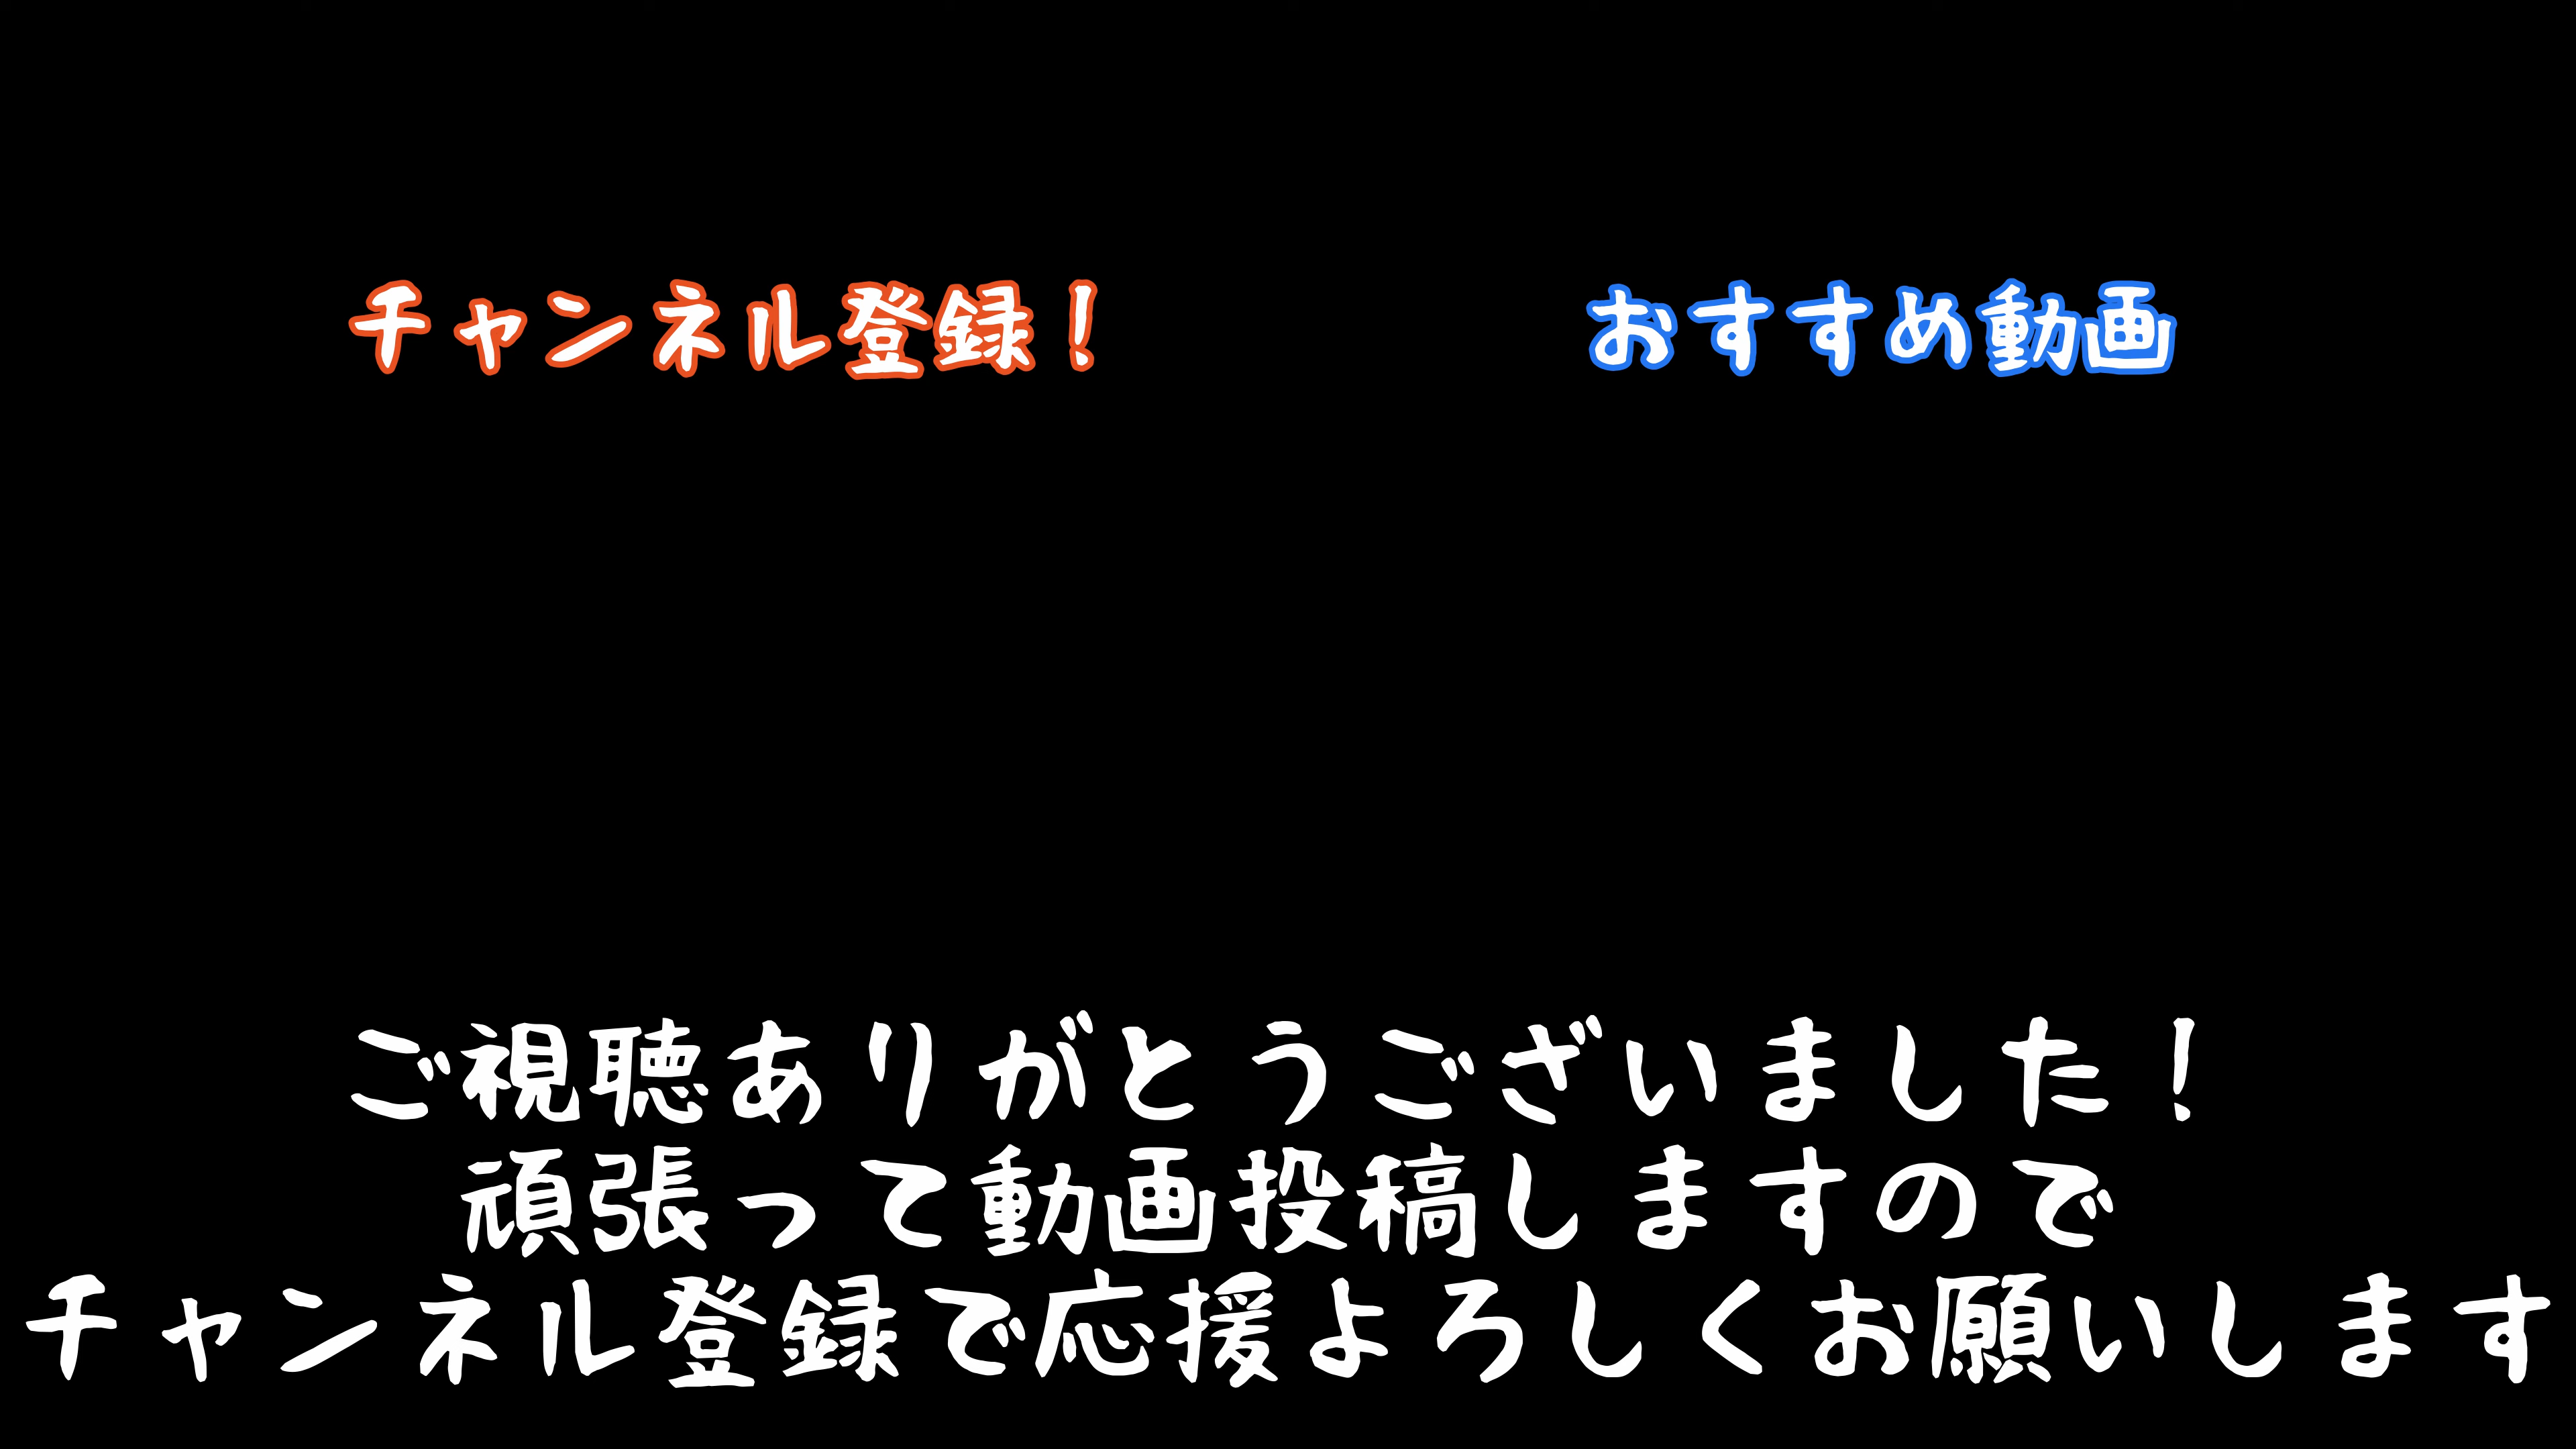 チャンネル登録！
おすすめ動画
ご視聴ありがとうございました！
頑張って動画投稿しますので
チャンネル登録で応援よろしくお願いします